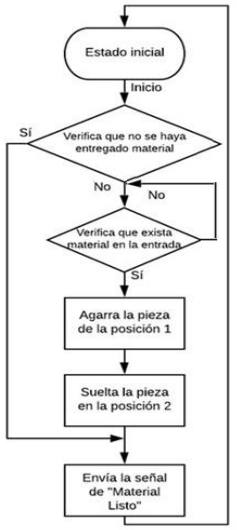 Estado inicial
Inicio
Sí
Verifica que no se haya
entregado material
No
No
Verifica que exista
material en la entrada
Sí
Agarra la pieza
de la posición 1
Suelta la pieza
en la posición 2
Envía la señal
de "Material
Listo"